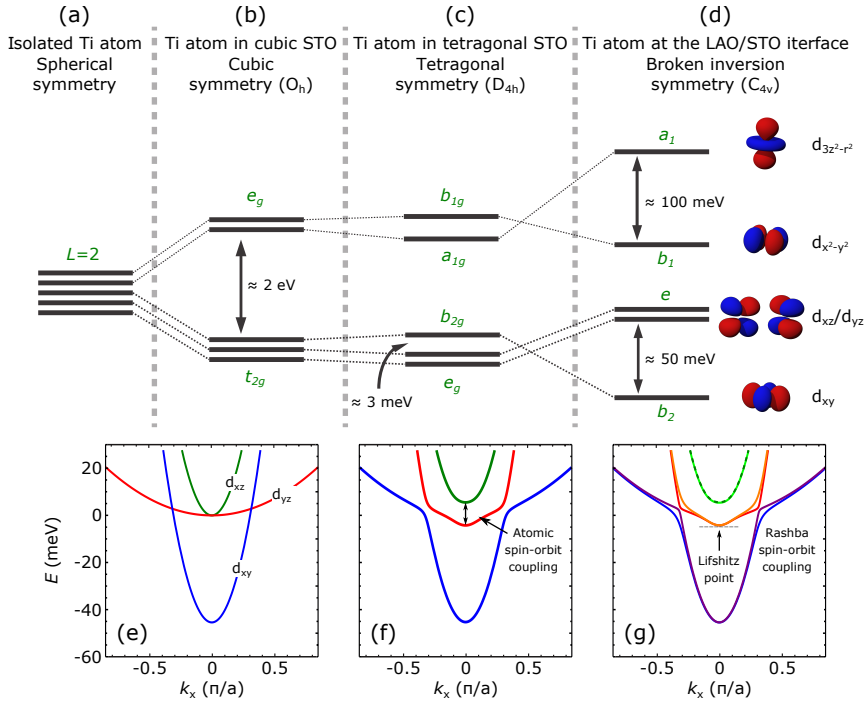 (a)
(b)
(c)
(d)
Isolated Ti atom
Spherical
symmetry
Ti atom in cubic STO
Cubic
symmetry (Oh)
Ti atom in tetragonal STO
Tetragonal
symmetry (D4h)
Ti atom at the LAO/STO iterface
Broken inversion
symmetry (C4v)
L=2
eg
≈ 2 eV
t2g
b1g
a1g
b2g
≈ 3 meV
eg
a1
≈ 100 meV
b1
e
≈ 50 meV
b2
d3z²-r²
dx²-y²
dxz/dyz
dxy
E (meV)
20
0
-20
-40
-60
dxz
dyz
dxy
(e)
-0.5
0
0.5
kx (π/a)
Atomic
spin-orbit
coupling
(f)
-0.5
0
0.5
kx (π/a)
Lifshitz
point
Rashba
spin-orbit
coupling
(g)
-0.5
0
0.5
kx (π/a)